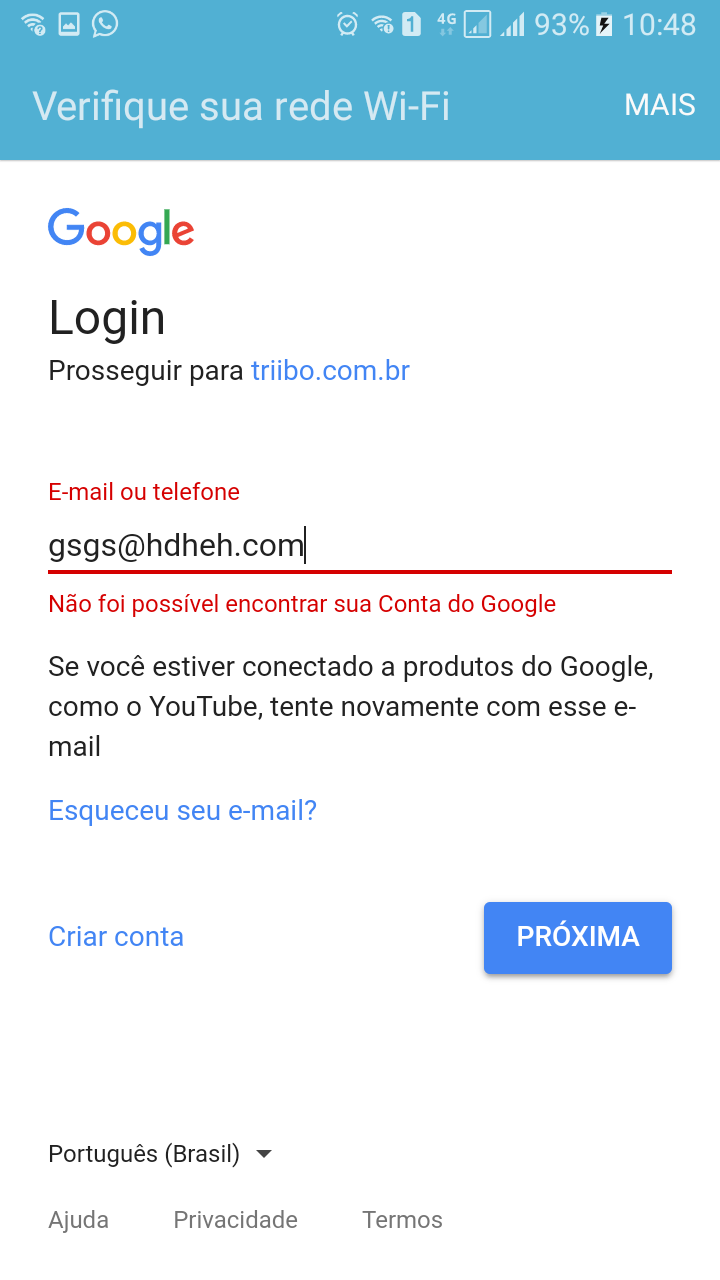 1 4G 93% 10:48
Verifique sua rede Wi-Fi MAIS
Google
Login
Prosseguir para triibo.com.br
E-mail ou telefone
gsgs@hdheh.com
Não foi possível encontrar sua Conta do Google
Se você estiver conectado a produtos do Google,
como o YouTube, tente novamente com esse e-
mail
Esqueceu seu e-mail?
Criar conta PRÓXIMA
Português (Brasil)
Ajuda Privacidade Termos